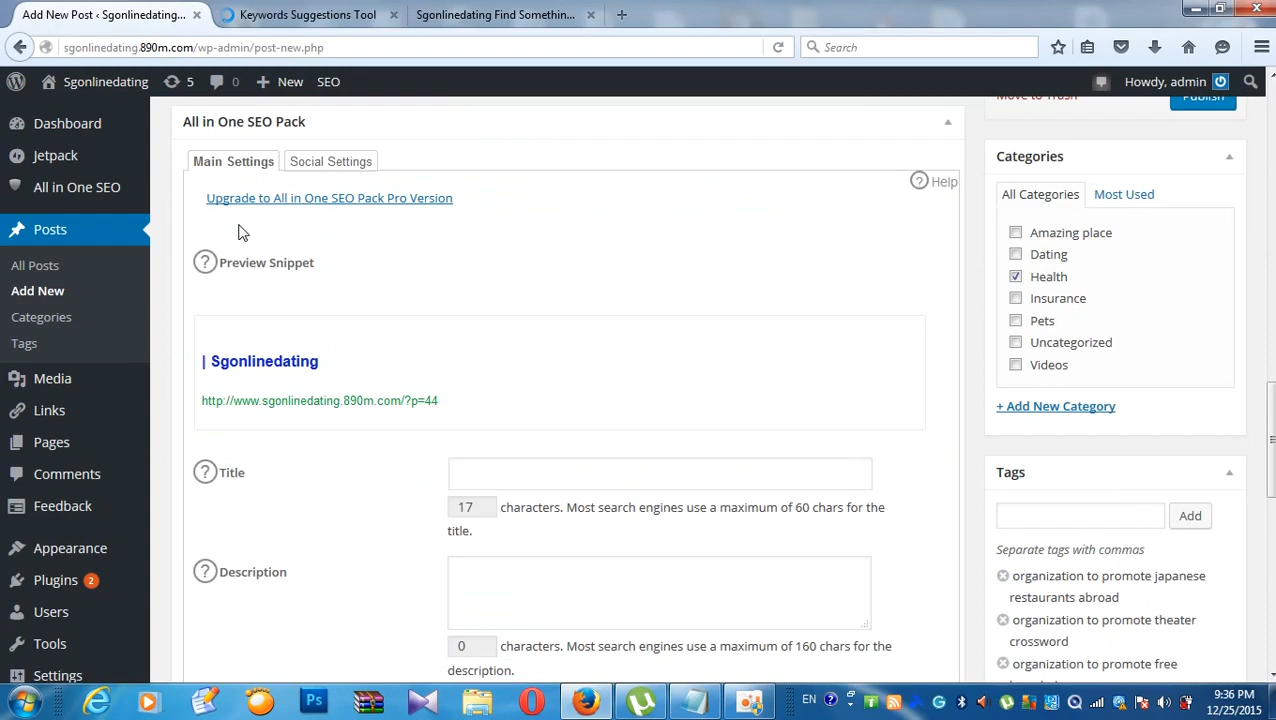 Add New Post ‹ Sgonlinedating...
Keywords Suggestions Tool
Sgonlinedating Find Somethin...
sgonlinedating.890m.com/wp-admin/post-new.php
Search
Sgonlinedating
5
0
New
SEO
Howdy, admin
Dashboard
Jetpack
All in One SEO
Posts
All Posts
Add New
Categories
Tags
Media
Links
Pages
Comments
Feedback
Appearance
Plugins 2
Users
Tools
Settings
All in One SEO Pack
Main Settings
Social Settings
Help
Upgrade to All in One SEO Pack Pro Version
Preview Snippet
| Sgonlinedating
http://www.sgonlinedating.890m.com/?p=44
Title
17 characters. Most search engines use a maximum of 60 chars for the
title.
Description
0 characters. Most search engines use a maximum of 160 chars for the
description.
Move to Trash
Publish
Categories
All Categories
Most Used
Amazing place
Dating
Health
Insurance
Pets
Uncategorized
Videos
+ Add New Category
Tags
Add
Separate tags with commas
organization to promote japanese
restaurants abroad
organization to promote theater
crossword
organization to promote free
EN
9:36 PM
12/25/2015